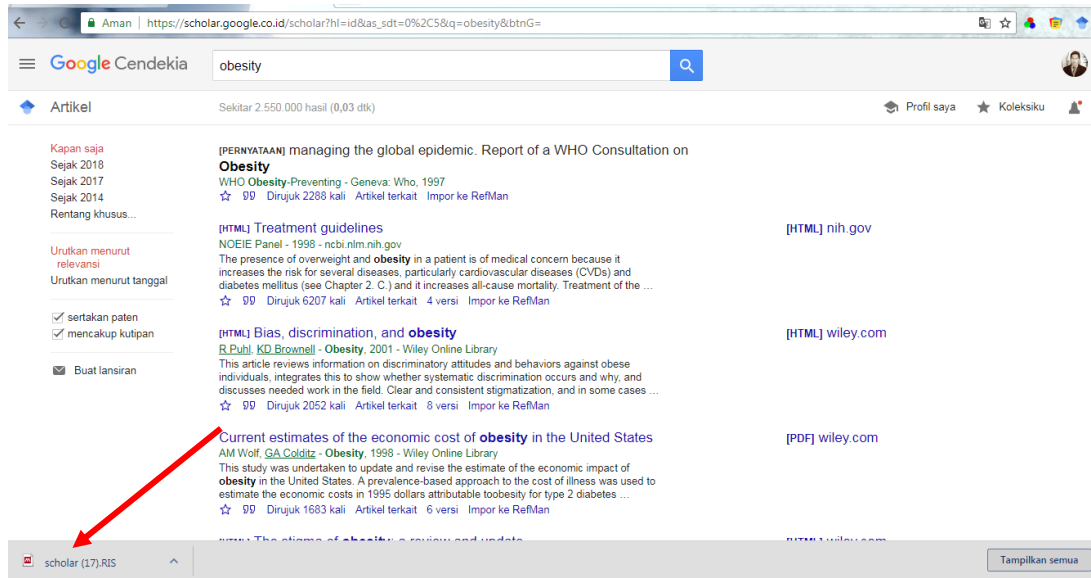 Aman | https://scholar.google.co.id/scholar?hl=id&as_sdt=0%2C5&q=obesity&btnG=
Google Cendekia
obesity
Artikel
Sekitar 2.550.000 hasil (0,03 dtk)
Profil saya
Koleksiku
Kapan saja
Sejak 2018
Sejak 2017
Sejak 2014
Rentang khusus...
Urutkan menurut
relevansi
Urutkan menurut tanggal
sertakan paten
mencakup kutipan
Buat lansiran
[PERNYATAAN] managing the global epidemic. Report of a WHO Consultation on
Obesity
WHO Obesity-Preventing - Geneva: Who, 1997
Dirujuk 2288 kali Artikel terkait Impor ke RefMan
[HTML] Treatment guidelines
[HTML] nih.gov
NOEIE Panel - 1998 - ncbi.nlm.nih.gov
The presence of overweight and obesity in a patient is of medical concern because it
increases the risk for several diseases, particularly cardiovascular diseases (CVDs) and
diabetes mellitus (see Chapter 2. C.) and it increases all-cause mortality. Treatment of the ...
Dirujuk 6207 kali Artikel terkait 4 versi Impor ke RefMan
[HTML] Bias, discrimination, and obesity
[HTML] wiley.com
R Puhl, KD Brownell - Obesity, 2001 - Wiley Online Library
This article reviews information on discriminatory attitudes and behaviors against obese
individuals, integrates this to show whether systematic discrimination occurs and why, and
discusses needed work in the field. Clear and consistent stigmatization, and in some cases ...
Dirujuk 2052 kali Artikel terkait 8 versi Impor ke RefMan
Current estimates of the economic cost of obesity in the United States
[PDF] wiley.com
AM Wolf, GA Colditz - Obesity, 1998 - Wiley Online Library
This study was undertaken to update and revise the estimate of the economic impact of
obesity in the United States. A prevalence-based approach to the cost of illness was used to
estimate the economic costs in 1995 dollars attributable toobesity for type 2 diabetes ...
Dirujuk 1683 kali Artikel terkait 6 versi Impor ke RefMan
[HTML] The stigma of obesity: a review and update
[HTML] wiley.com
scholar (17).RIS
Tampilkan semua